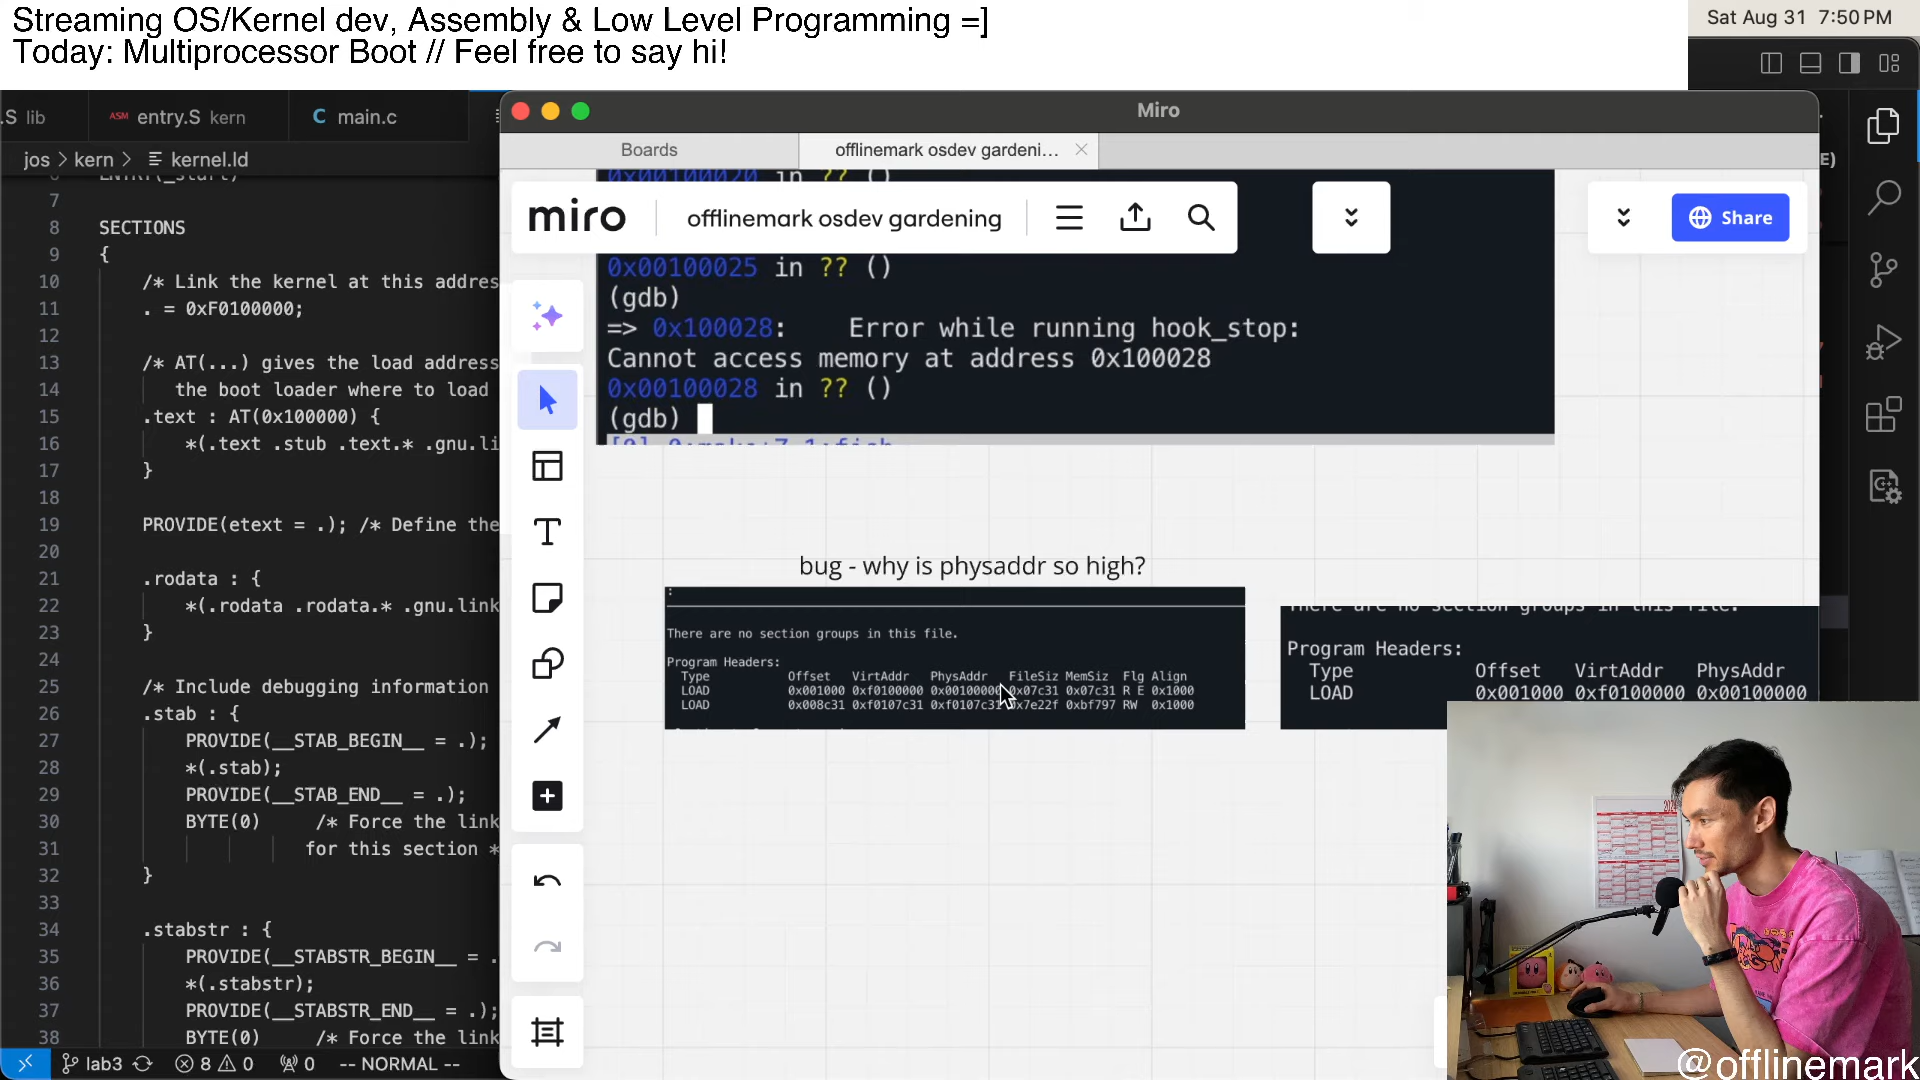 Streaming OS/Kernel dev, Assembly & Low Level Programming =]
Today: Multiprocessor Boot // Feel free to say hi!
Sat Aug 31 7:50 PM
.S lib
entry.S kern
C main.c
jos > kern > kernel.ld
7
8 SECTIONS
9 {
10 /* Link the kernel at this addres
11 . = 0xF0100000;
12
13 /* AT(...) gives the load address
14 the boot loader where to load
15 .text : AT(0x100000) {
16 *(.text .stub .text.* .gnu.li
17 }
18
19 PROVIDE(etext = .); /* Define the
20
21 .rodata : {
22 *(.rodata .rodata.* .gnu.link
23 }
24
25 /* Include debugging information
26 .stab : {
27 PROVIDE(__STAB_BEGIN__ = .);
28 *(.stab);
29 PROVIDE(__STAB_END__ = .);
30 BYTE(0) /* Force the link
31 for this section *
32 }
33
34 .stabstr : {
35 PROVIDE(__STABSTR_BEGIN__ = .
36 *(.stabstr);
37 PROVIDE(__STABSTR_END__ = .);
38 BYTE(0) /* Force the link
lab3 8 0 0 -- NORMAL --
Miro
Boards
offlinemark osdev gardeni...
miro
offlinemark osdev gardening
Share
0x00100020 in ?? ()
0x00100025 in ?? ()
(gdb)
=> 0x100028: Error while running hook_stop:
Cannot access memory at address 0x100028
0x00100028 in ?? ()
(gdb)
bug - why is physaddr so high?
There are no section groups in this file.
Program Headers:
Type Offset VirtAddr PhysAddr FileSiz MemSiz Flg Align
LOAD 0x001000 0xf0100000 0x00100000 0x07c31 0x07c31 R E 0x1000
LOAD 0x008c31 0xf0107c31 0xf0107c31 0x7e22f 0xbf797 RW 0x1000
There are no section groups in this file.
Program Headers:
Type Offset VirtAddr PhysAddr
LOAD 0x001000 0xf0100000 0x00100000
@offlinemark